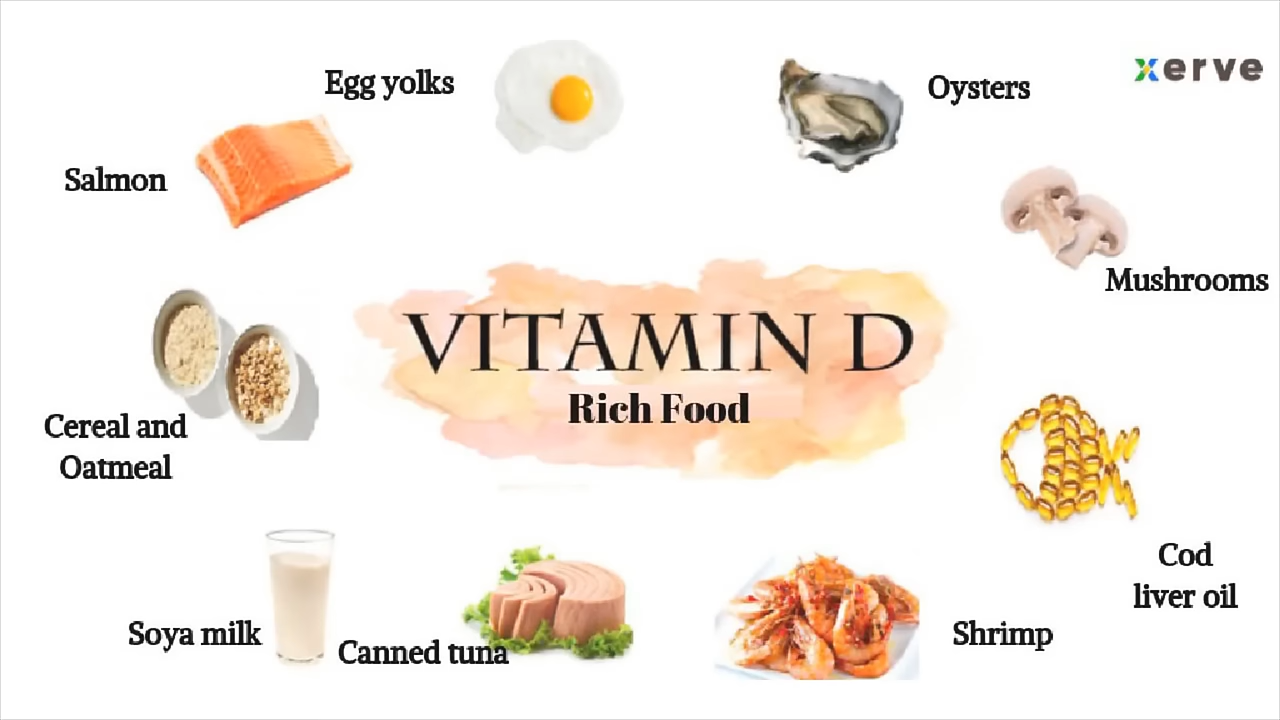 Egg yolks
Oysters
xerve
Salmon
Mushrooms
VITAMIN D
Rich Food
Cereal and
Oatmeal
Cod
liver oil
Soya milk
Canned tuna
Shrimp